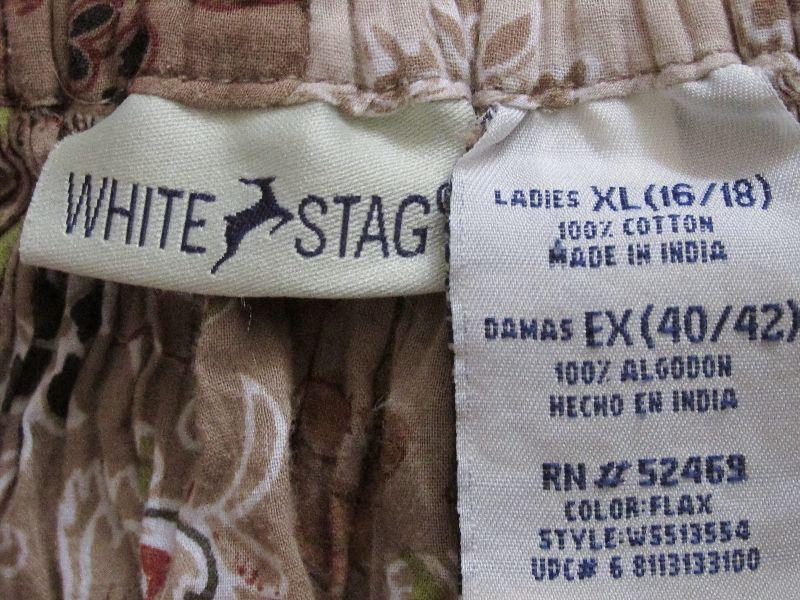 WHITE STAG®
LADIES XL(16/18)
100% COTTON
MADE IN INDIA
DAMAS EX(40/42)
100% ALGODON
HECHO EN INDIA
RN # 52469
COLOR:FLAX
STYLE:WS513554
UPC# 6 8113133100